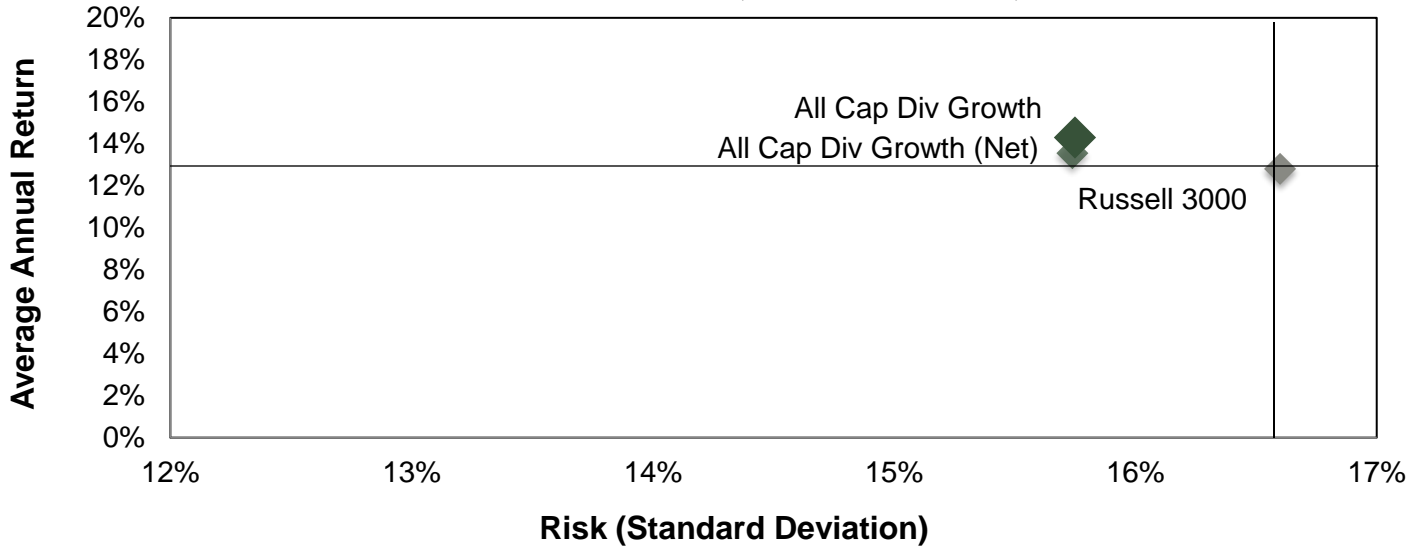 Average Annual Return
20%
18%
16%
14%
12%
10%
8%
6%
4%
2%
0%
All Cap Div Growth
All Cap Div Growth (Net)
Russell 3000
12% 13% 14% 15% 16% 17%
Risk (Standard Deviation)